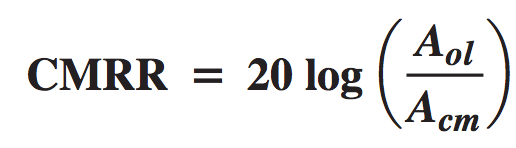 CMRR = 20 log (A_ol / A_cm)